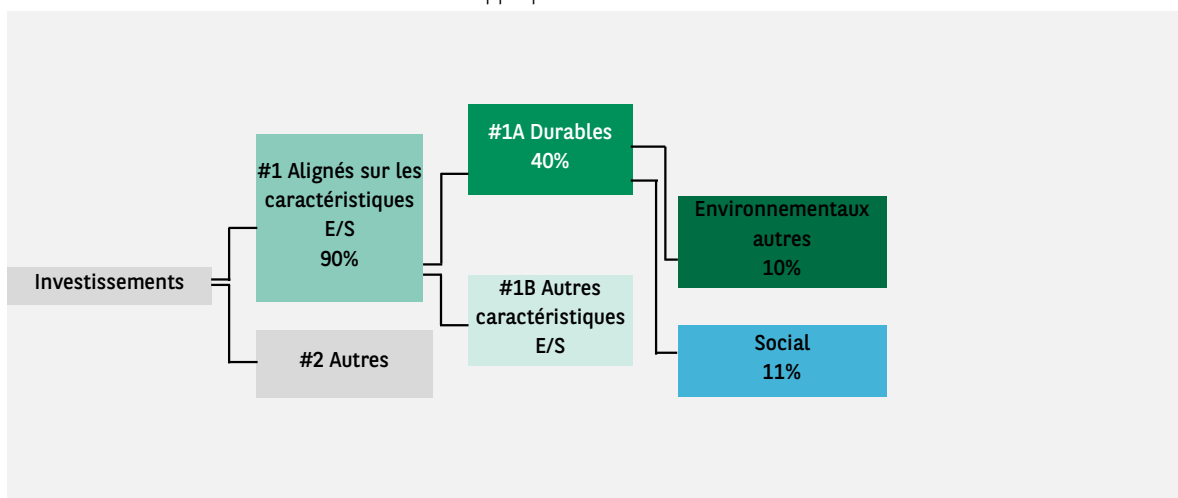 Investissements
#1 Alignés sur les
caractéristiques
E/S
90%
#2 Autres
#1A Durables
40%
#1B Autres
caractéristiques
E/S
Environnementaux
autres
10%
Social
11%